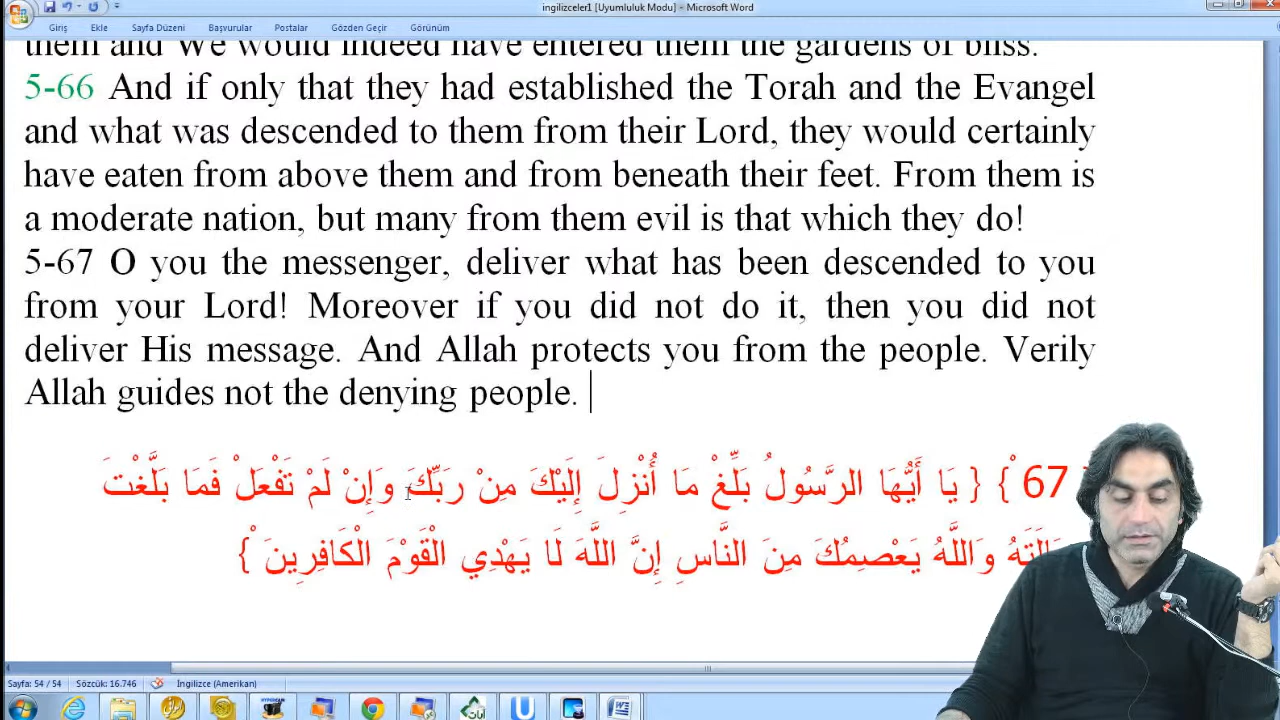 ingilizceler1 [Uyumluluk Modu] - Microsoft Word
Giriş Ekle Sayfa Düzeni Başvurular Postalar Gözden Geçir Görünüm
them and We would indeed have entered them the gardens of bliss.
5-66 And if only that they had established the Torah and the Evangel
and what was descended to them from their Lord, they would certainly
have eaten from above them and from beneath their feet. From them is
a moderate nation, but many from them evil is that which they do!
5-67 O you the messenger, deliver what has been descended to you
from your Lord! Moreover if you did not do it, then you did not
deliver His message. And Allah protects you from the people. Verily
Allah guides not the denying people.
67 } { يَا أَيُّهَا الرَّسُولُ بَلِّغْ مَا أُنْزِلَ إِلَيْكَ مِنْ رَبِّكَ وَإِنْ لَمْ تَفْعَلْ فَمَا بَلَّغْتَ
وَاللَّهُ يَعْصِمُكَ مِنَ النَّاسِ إِنَّ اللَّهَ لَا يَهْدِي الْقَوْمَ الْكَافِرِينَ }
Sayfa: 54 / 54 Sözcük: 16.746 İngilizce (Amerikan)